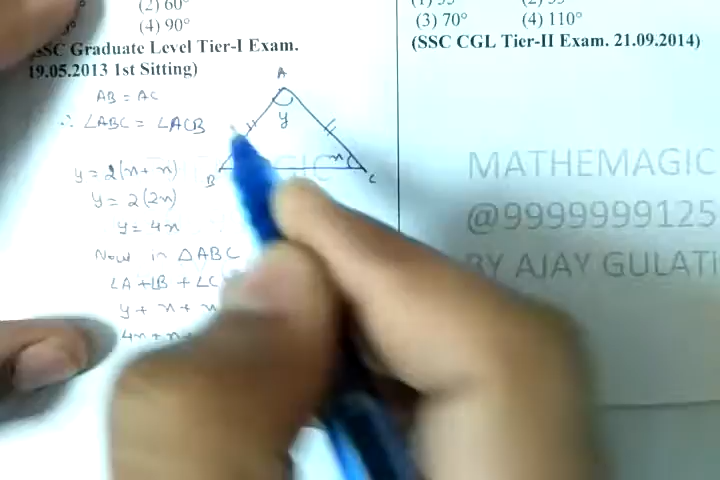 (2) 60°
(4) 90°
SSC Graduate Level Tier-I Exam.
19.05.2013 1st Sitting)
AB = AC
∴ ∠ABC = ∠ACB
y = 2(x + x)
y = 2(2x)
y = 4x
Now in △ABC
∠A + ∠B + ∠C
y + x + x
4x + x +
A
y
x
B
C
(3) 70°
(4) 110°
(SSC CGL Tier-II Exam. 21.09.2014)
MATHEMAGIC
@9999999125
BY AJAY GULATI